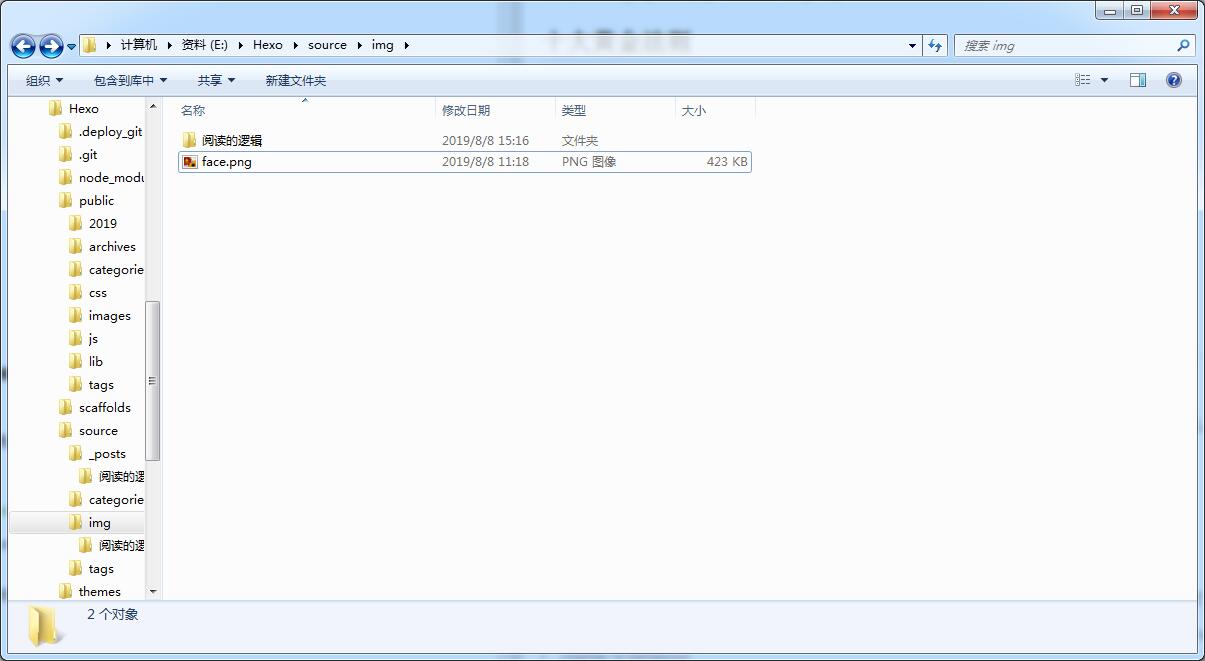 计算机 资料 (E:) Hexo source img
搜索 img
组织 包含到库中 共享 新建文件夹
名称 修改日期 类型 大小
阅读的逻辑 2019/8/8 15:16 文件夹
face.png 2019/8/8 11:18 PNG 图像 423 KB
Hexo
.deploy_git
.git
node_modu
public
2019
archives
categorie
css
images
js
lib
tags
scaffolds
source
_posts
阅读的逻
categorie
img
阅读的逻
tags
themes
2 个对象